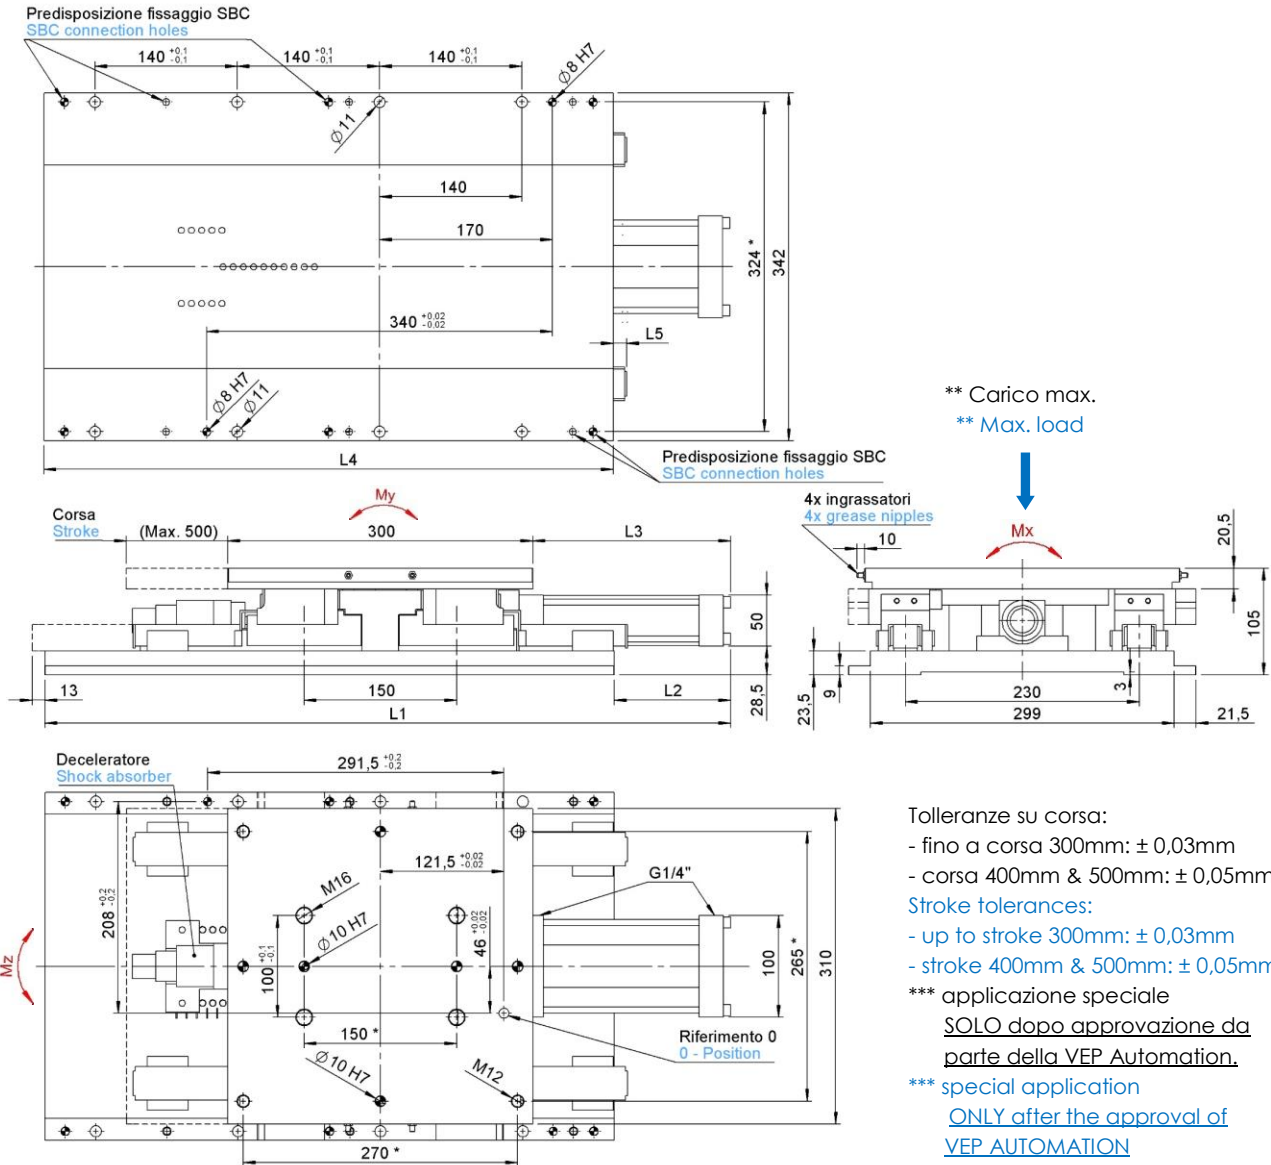 Predisposizione fissaggio SBC
SBC connection holes
140 +0,1 -0,1
140 +0,1 -0,1
140 +0,1 -0,1
Ø8 H7
Ø11
140
170
324 *
342
340 +0,02 -0,02
L5
Ø8 H7
Ø11
L4
Predisposizione fissaggio SBC
SBC connection holes
** Carico max.
** Max. load
Corsa
Stroke
(Max. 500)
My
300
L3
50
28,5
13
150
L2
L1
4x ingrassatori
4x grease nipples
10
Mx
20,5
105
23,5
9
3
230
299
21,5
Deceleratore
Shock absorber
291,5 +0,2 -0,2
121,5 +0,02 -0,02
G1/4"
M16
208 +0,2 -0,2
Ø10 H7
46 +0,02 -0,02
100 +0,1 -0,1
100
265 *
310
Mz
150 *
Riferimento 0
0 - Position
Ø10 H7
M12
270 *
Tolleranze su corsa:
- fino a corsa 300mm: ± 0,03mm
- corsa 400mm & 500mm: ± 0,05mm
Stroke tolerances:
- up to stroke 300mm: ± 0,03mm
- stroke 400mm & 500mm: ± 0,05mm
*** applicazione speciale
SOLO dopo approvazione da
parte della VEP Automation.
*** special application
ONLY after the approval of
VEP AUTOMATION